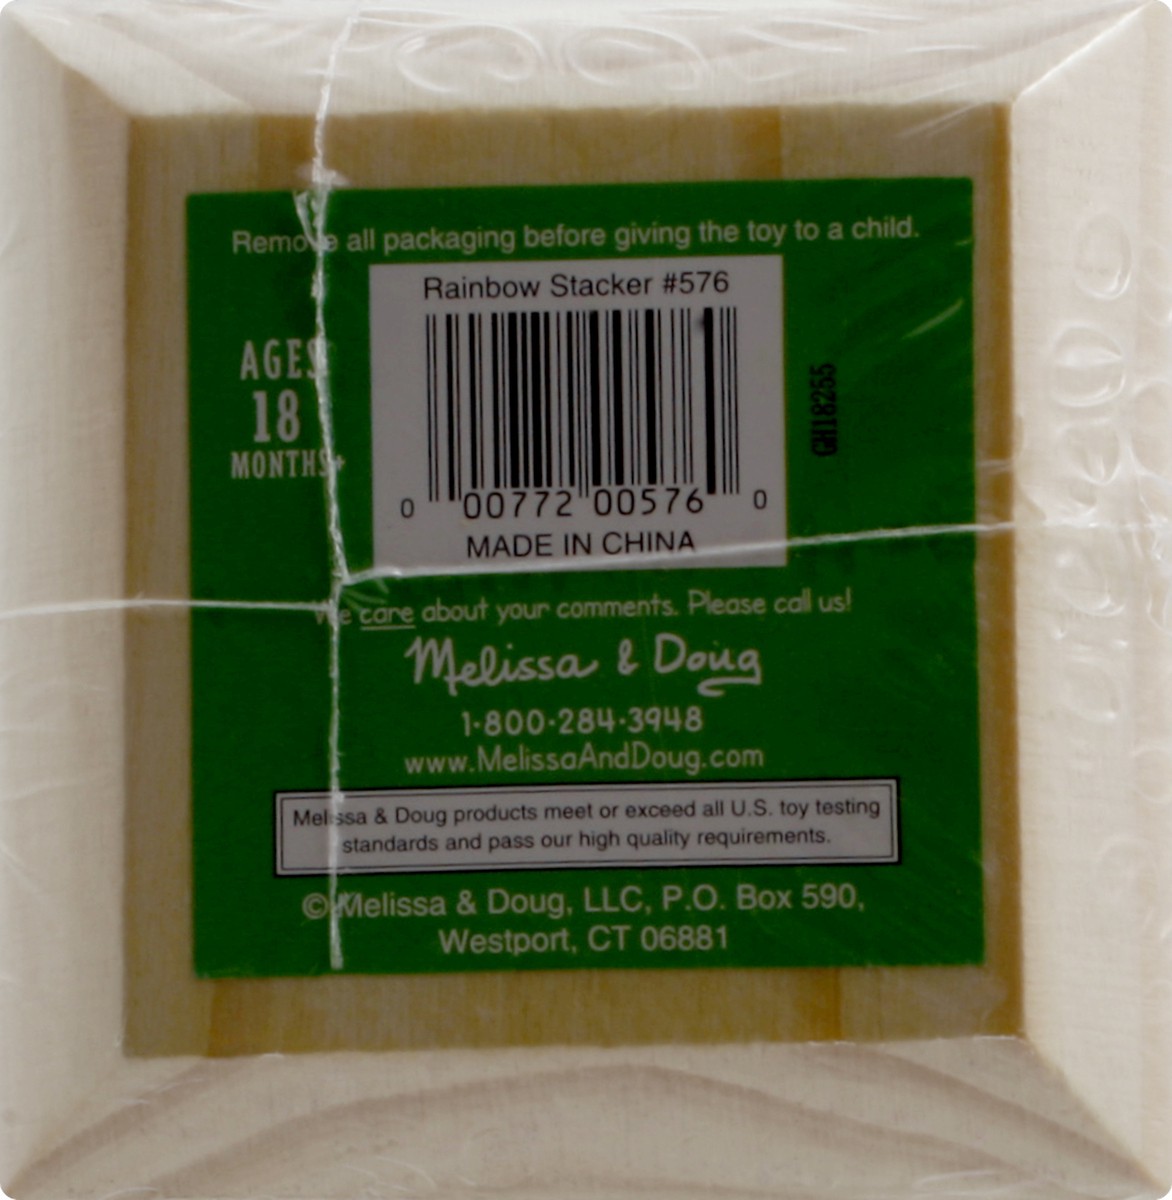 Remove all packaging before giving the toy to a child.
Rainbow Stacker #576
AGES
18
MONTHS+
0 00772 00576 0
MADE IN CHINA
GH18255
We care about your comments. Please call us!
Melissa & Doug
1-800-284-3948
www.MelissaAndDoug.com
Melissa & Doug products meet or exceed all U.S. toy testing
standards and pass our high quality requirements.
© Melissa & Doug, LLC, P.O. Box 590,
Westport, CT 06881